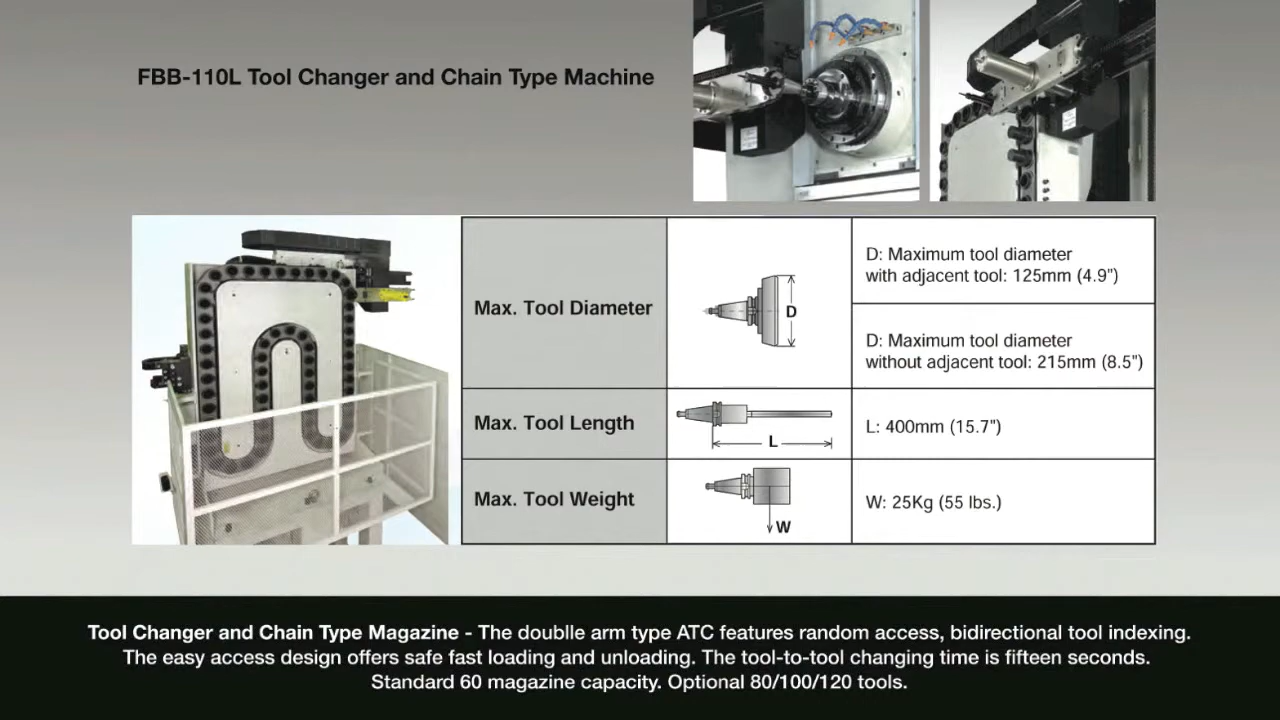 FBB-110L Tool Changer and Chain Type Machine
Max. Tool Diameter
D
D: Maximum tool diameter
with adjacent tool: 125mm (4.9")
D: Maximum tool diameter
without adjacent tool: 215mm (8.5")
Max. Tool Length
L
L: 400mm (15.7")
Max. Tool Weight
W
W: 25Kg (55 lbs.)
Tool Changer and Chain Type Magazine - The doublle arm type ATC features random access, bidirectional tool indexing.
The easy access design offers safe fast loading and unloading. The tool-to-tool changing time is fifteen seconds.
Standard 60 magazine capacity. Optional 80/100/120 tools.